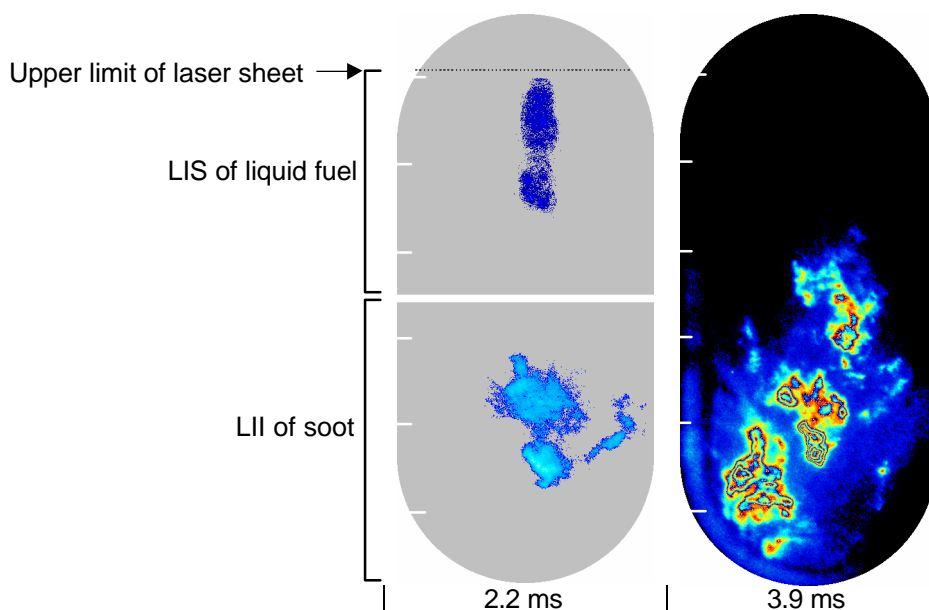 Upper limit of laser sheet
LIS of liquid fuel
LII of soot
2.2 ms
3.9 ms